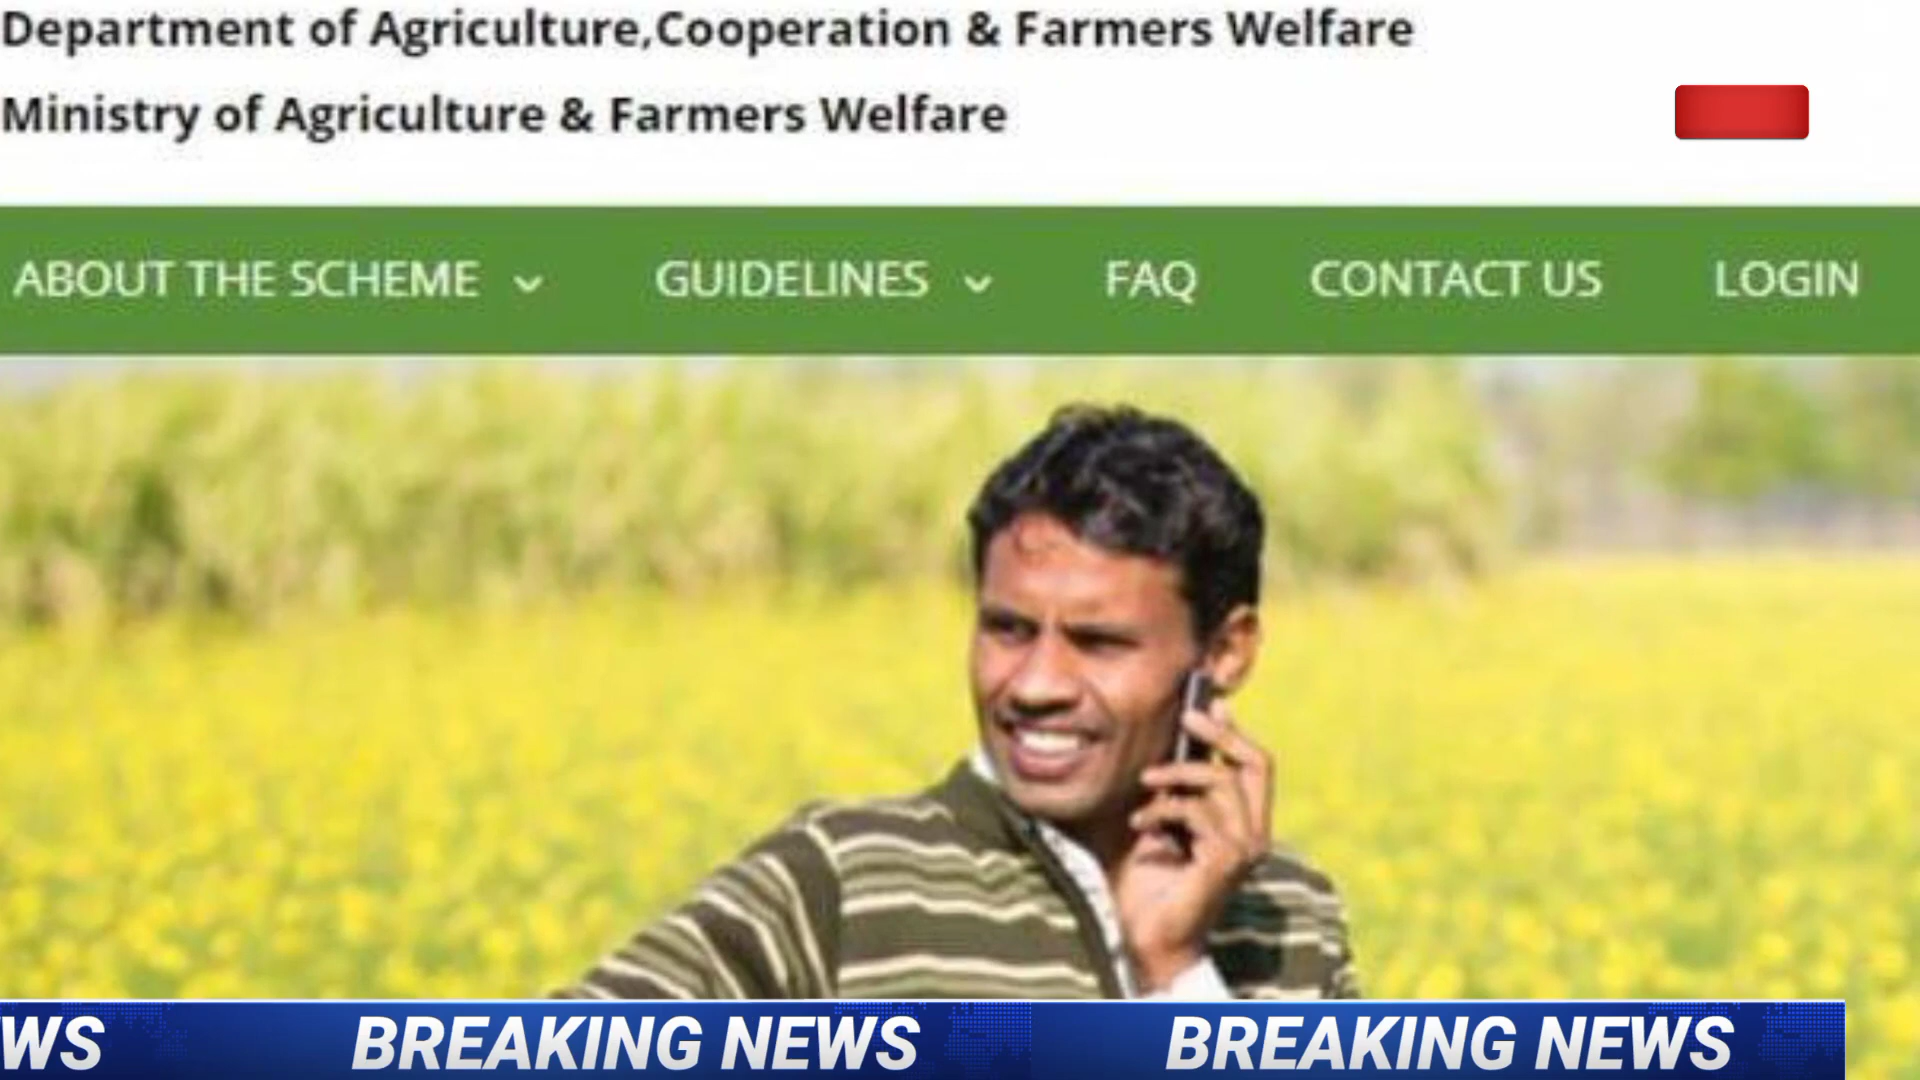 Department of Agriculture,Cooperation & Farmers Welfare
Ministry of Agriculture & Farmers Welfare
ABOUT THE SCHEME GUIDELINES FAQ CONTACT US LOGIN
WS BREAKING NEWS BREAKING NEWS